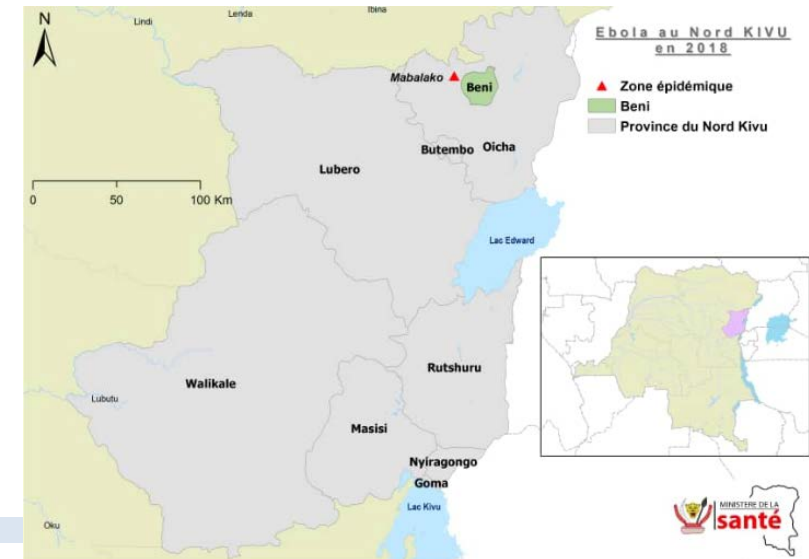 N
Lindi
Lenda
Ibina
Ebola au Nord KIVU
en 2018
Zone épidémique
Beni
Province du Nord Kivu
Mabalako
Beni
Butembo
Oicha
Lubero
0 50 100 Km
Lac Edward
Rutshuru
Walikale
Lubutu
Masisi
Nyiragongo
Goma
Lac Kivu
Oku
MINISTERE DE LA
santé